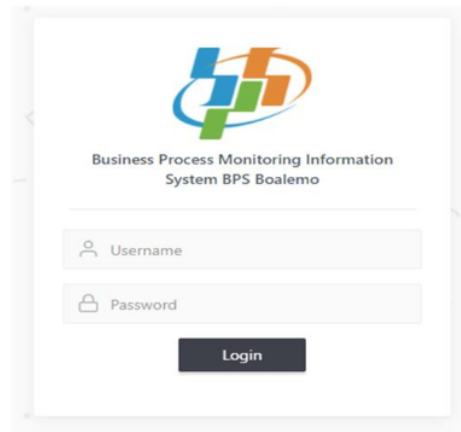 Business Process Monitoring Information
System BPS Boalemo
Username
Password
Login